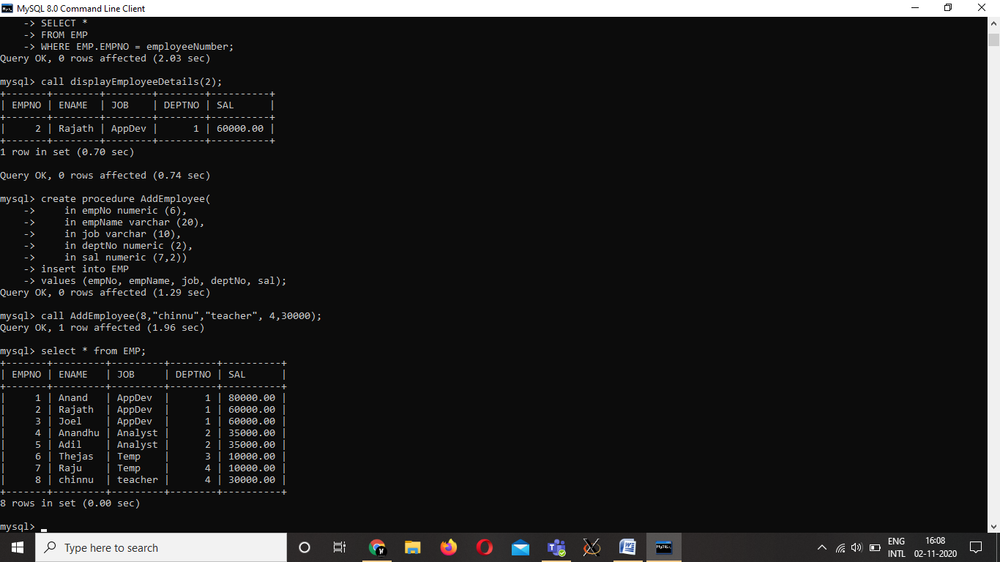 MySQL 8.0 Command Line Client
    -> SELECT *
    -> FROM EMP
    -> WHERE EMP.EMPNO = employeeNumber;
Query OK, 0 rows affected (2.03 sec)

mysql> call displayEmployeeDetails(2);
+-------+--------+--------+--------+----------+
| EMPNO | ENAME  | JOB    | DEPTNO | SAL      |
+-------+--------+--------+--------+----------+
|     2 | Rajath | AppDev |      1 | 60000.00 |
+-------+--------+--------+--------+----------+
1 row in set (0.70 sec)

Query OK, 0 rows affected (0.74 sec)

mysql> create procedure AddEmployee(
    ->     in empNo numeric (6),
    ->     in empName varchar (20),
    ->     in job varchar (10),
    ->     in deptNo numeric (2),
    ->     in sal numeric (7,2))
    -> insert into EMP
    -> values (empNo, empName, job, deptNo, sal);
Query OK, 0 rows affected (1.29 sec)

mysql> call AddEmployee(8,"chinnu","teacher", 4,30000);
Query OK, 1 row affected (1.96 sec)

mysql> select * from EMP;
+-------+---------+---------+--------+----------+
| EMPNO | ENAME   | JOB     | DEPTNO | SAL      |
+-------+---------+---------+--------+----------+
|     1 | Anand   | AppDev  |      1 | 80000.00 |
|     2 | Rajath  | AppDev  |      1 | 60000.00 |
|     3 | Joel    | AppDev  |      1 | 60000.00 |
|     4 | Anandhu | Analyst |      2 | 35000.00 |
|     5 | Adil    | Analyst |      2 | 35000.00 |
|     6 | Thejas  | Temp    |      3 | 10000.00 |
|     7 | Raju    | Temp    |      4 | 10000.00 |
|     8 | chinnu  | teacher |      4 | 30000.00 |
+-------+---------+---------+--------+----------+
8 rows in set (0.00 sec)

mysql> _
Type here to search
ENG
INTL
16:08
02-11-2020